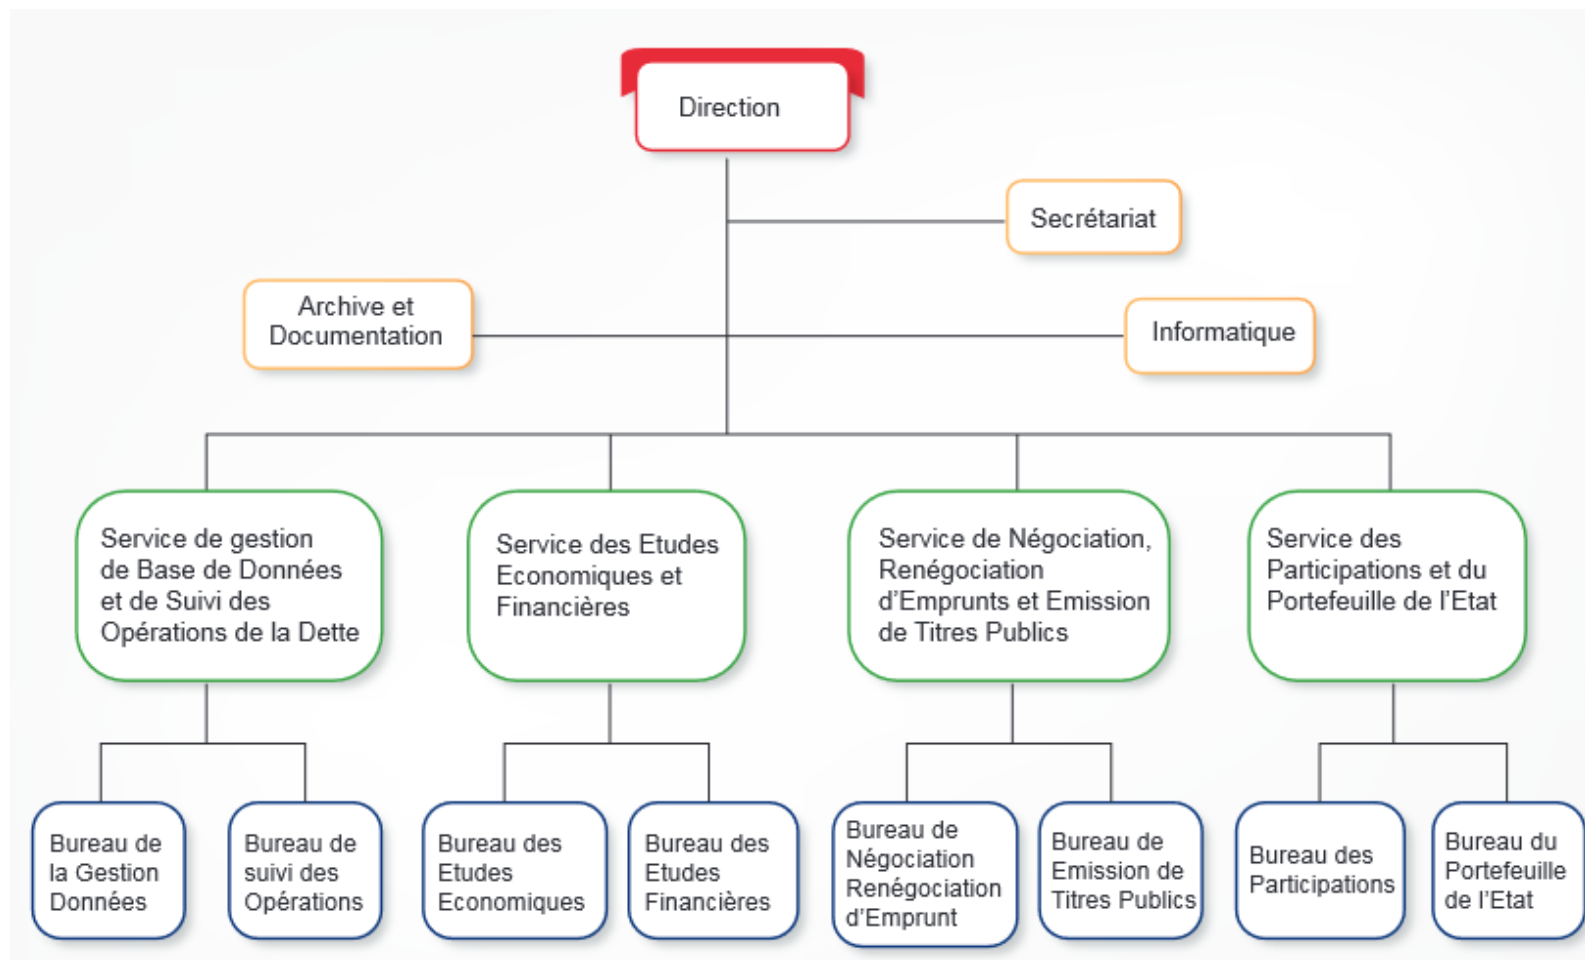 Direction
Secrétariat
Archive et
Documentation
Informatique
Service de gestion
de Base de Données
et de Suivi des
Opérations de la Dette
Service des Etudes
Economiques et
Financières
Service de Négociation,
Renégociation
d'Emprunts et Emission
de Titres Publics
Service des
Participations et du
Portefeuille de l'Etat
Bureau de
la Gestion
Données
Bureau de
suivi des
Opérations
Bureau des
Etudes
Economiques
Bureau des
Etudes
Financières
Bureau de
Négociation
Renégociation
d'Emprunt
Bureau de
Emission de
Titres Publics
Bureau des
Participations
Bureau du
Portefeuille
de l'Etat